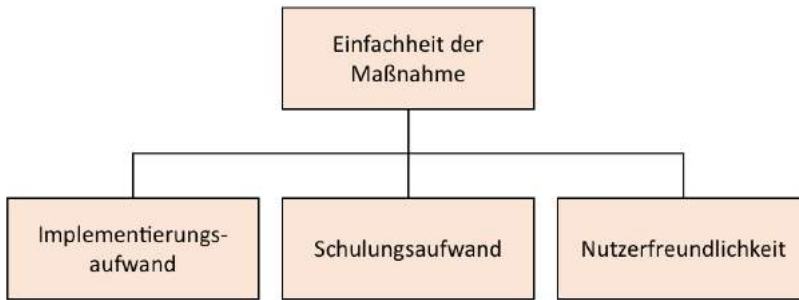 Einfachheit der
Maßnahme
Implementierungs-
aufwand
Schulungsaufwand
Nutzerfreundlichkeit